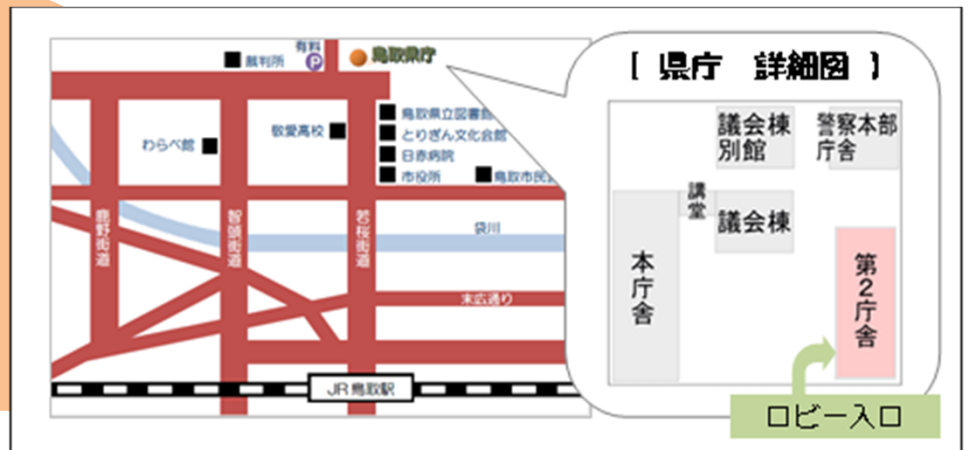 有料
P
裁判所
鳥取県庁
鳥取県立図書館
敬愛高校
とりぎん文化会館
わらべ館
日赤病院
市役所
鳥取市民
鹿野街道
智頭街道
若桜街道
袋川
末広通り
JR鳥取駅
[ 県庁 詳細図 ]
議会棟
別館
警察本部
庁舎
講堂
議会棟
本庁舎
第2庁舎
ロビー入口